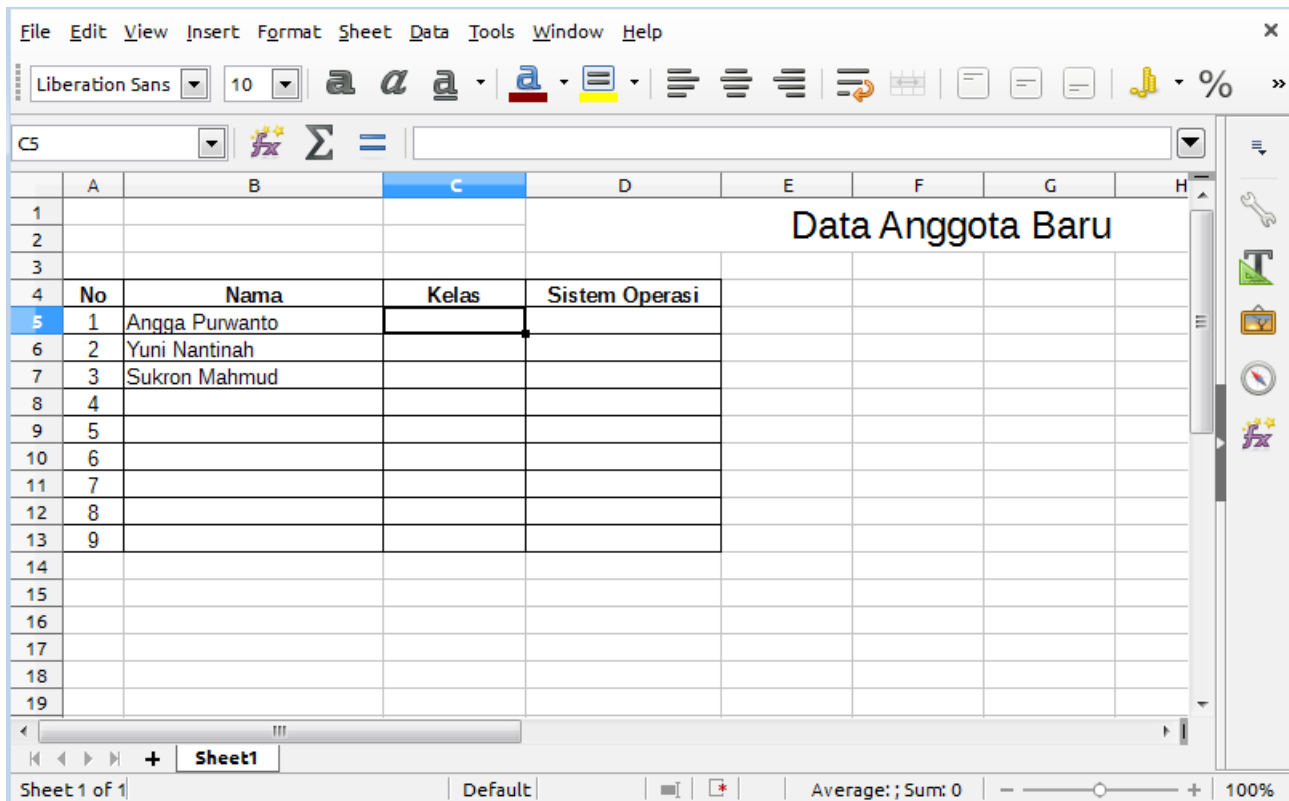 File Edit View Insert Format Sheet Data Tools Window Help
Liberation Sans 10 a a a a % »
C5 fx Σ =
A B C D E F G H
1 Data Anggota Baru
2
3
4 No Nama Kelas Sistem Operasi
5 1 Angga Purwanto
6 2 Yuni Nantinah
7 3 Sukron Mahmud
8 4
9 5
10 6
11 7
12 8
13 9
14
15
16
17
18
19
Sheet1
Sheet 1 of 1 Default Average: ; Sum: 0 100%